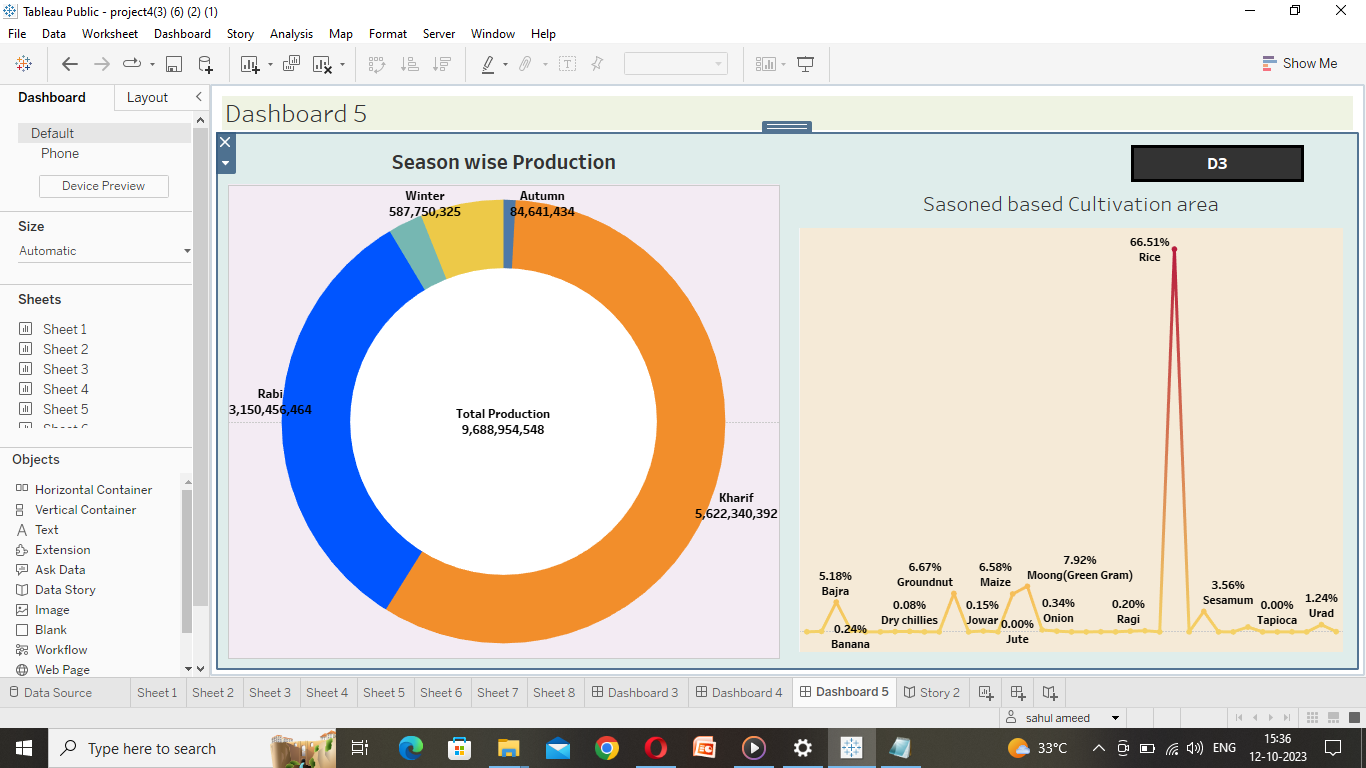 Tableau Public - project4(3) (6) (2) (1)
File Data Worksheet Dashboard Story Analysis Map Format Server Window Help
Show Me
Dashboard Layout
Default
Phone
Device Preview
Size
Automatic
Sheets
Sheet 1
Sheet 2
Sheet 3
Sheet 4
Sheet 5
Objects
Horizontal Container
Vertical Container
Text
Extension
Ask Data
Data Story
Image
Blank
Workflow
Web Page
Dashboard 5
Season wise Production
Winter
587,750,325
Autumn
84,641,434
Rabi
3,150,456,464
Total Production
9,688,954,548
Kharif
5,622,340,392
D3
Sasoned based Cultivation area
66.51%
Rice
5.18%
Bajra
0.24%
Banana
6.67%
Groundnut
0.08%
Dry chillies
6.58%
Maize
0.15%
Jowar
0.00%
Jute
7.92%
Moong(Green Gram)
0.34%
Onion
0.20%
Ragi
3.56%
Sesamum
0.00%
Tapioca
1.24%
Urad
Data Source Sheet 1 Sheet 2 Sheet 3 Sheet 4 Sheet 5 Sheet 6 Sheet 7 Sheet 8 Dashboard 3 Dashboard 4 Dashboard 5 Story 2
sahul ameed
Type here to search
33°C
ENG
15:36
12-10-2023